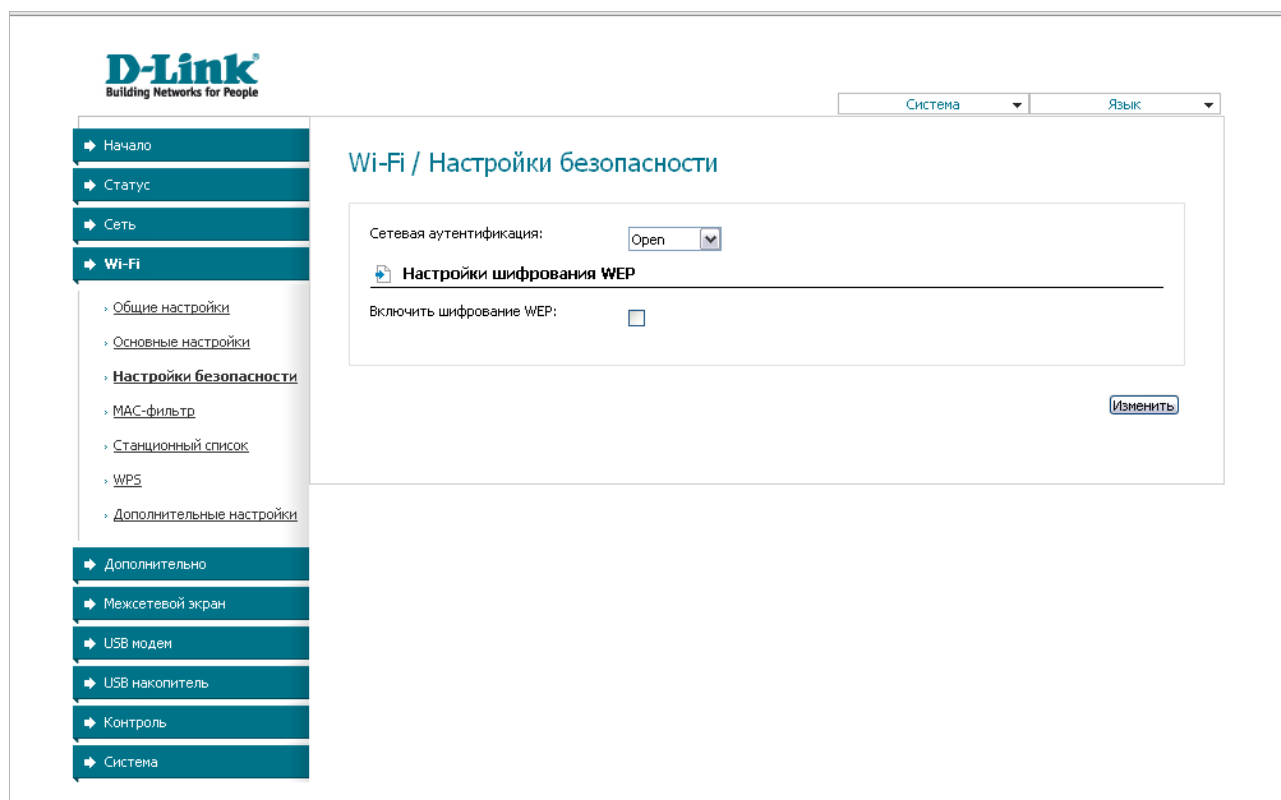 D-Link
Building Networks for People
Система
Язык
Начало
Статус
Сеть
Wi-Fi
Общие настройки
Основные настройки
Настройки безопасности
MAC-фильтр
Станционный список
WPS
Дополнительные настройки
Дополнительно
Межсетевой экран
USB модем
USB накопитель
Контроль
Система
Wi-Fi / Настройки безопасности
Сетевая аутентификация:
Open
Настройки шифрования WEP
Включить шифрование WEP:
Изменить